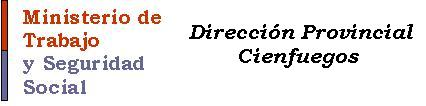 Ministerio de
Trabajo
y Seguridad
Social
Dirección Provincial
Cienfuegos